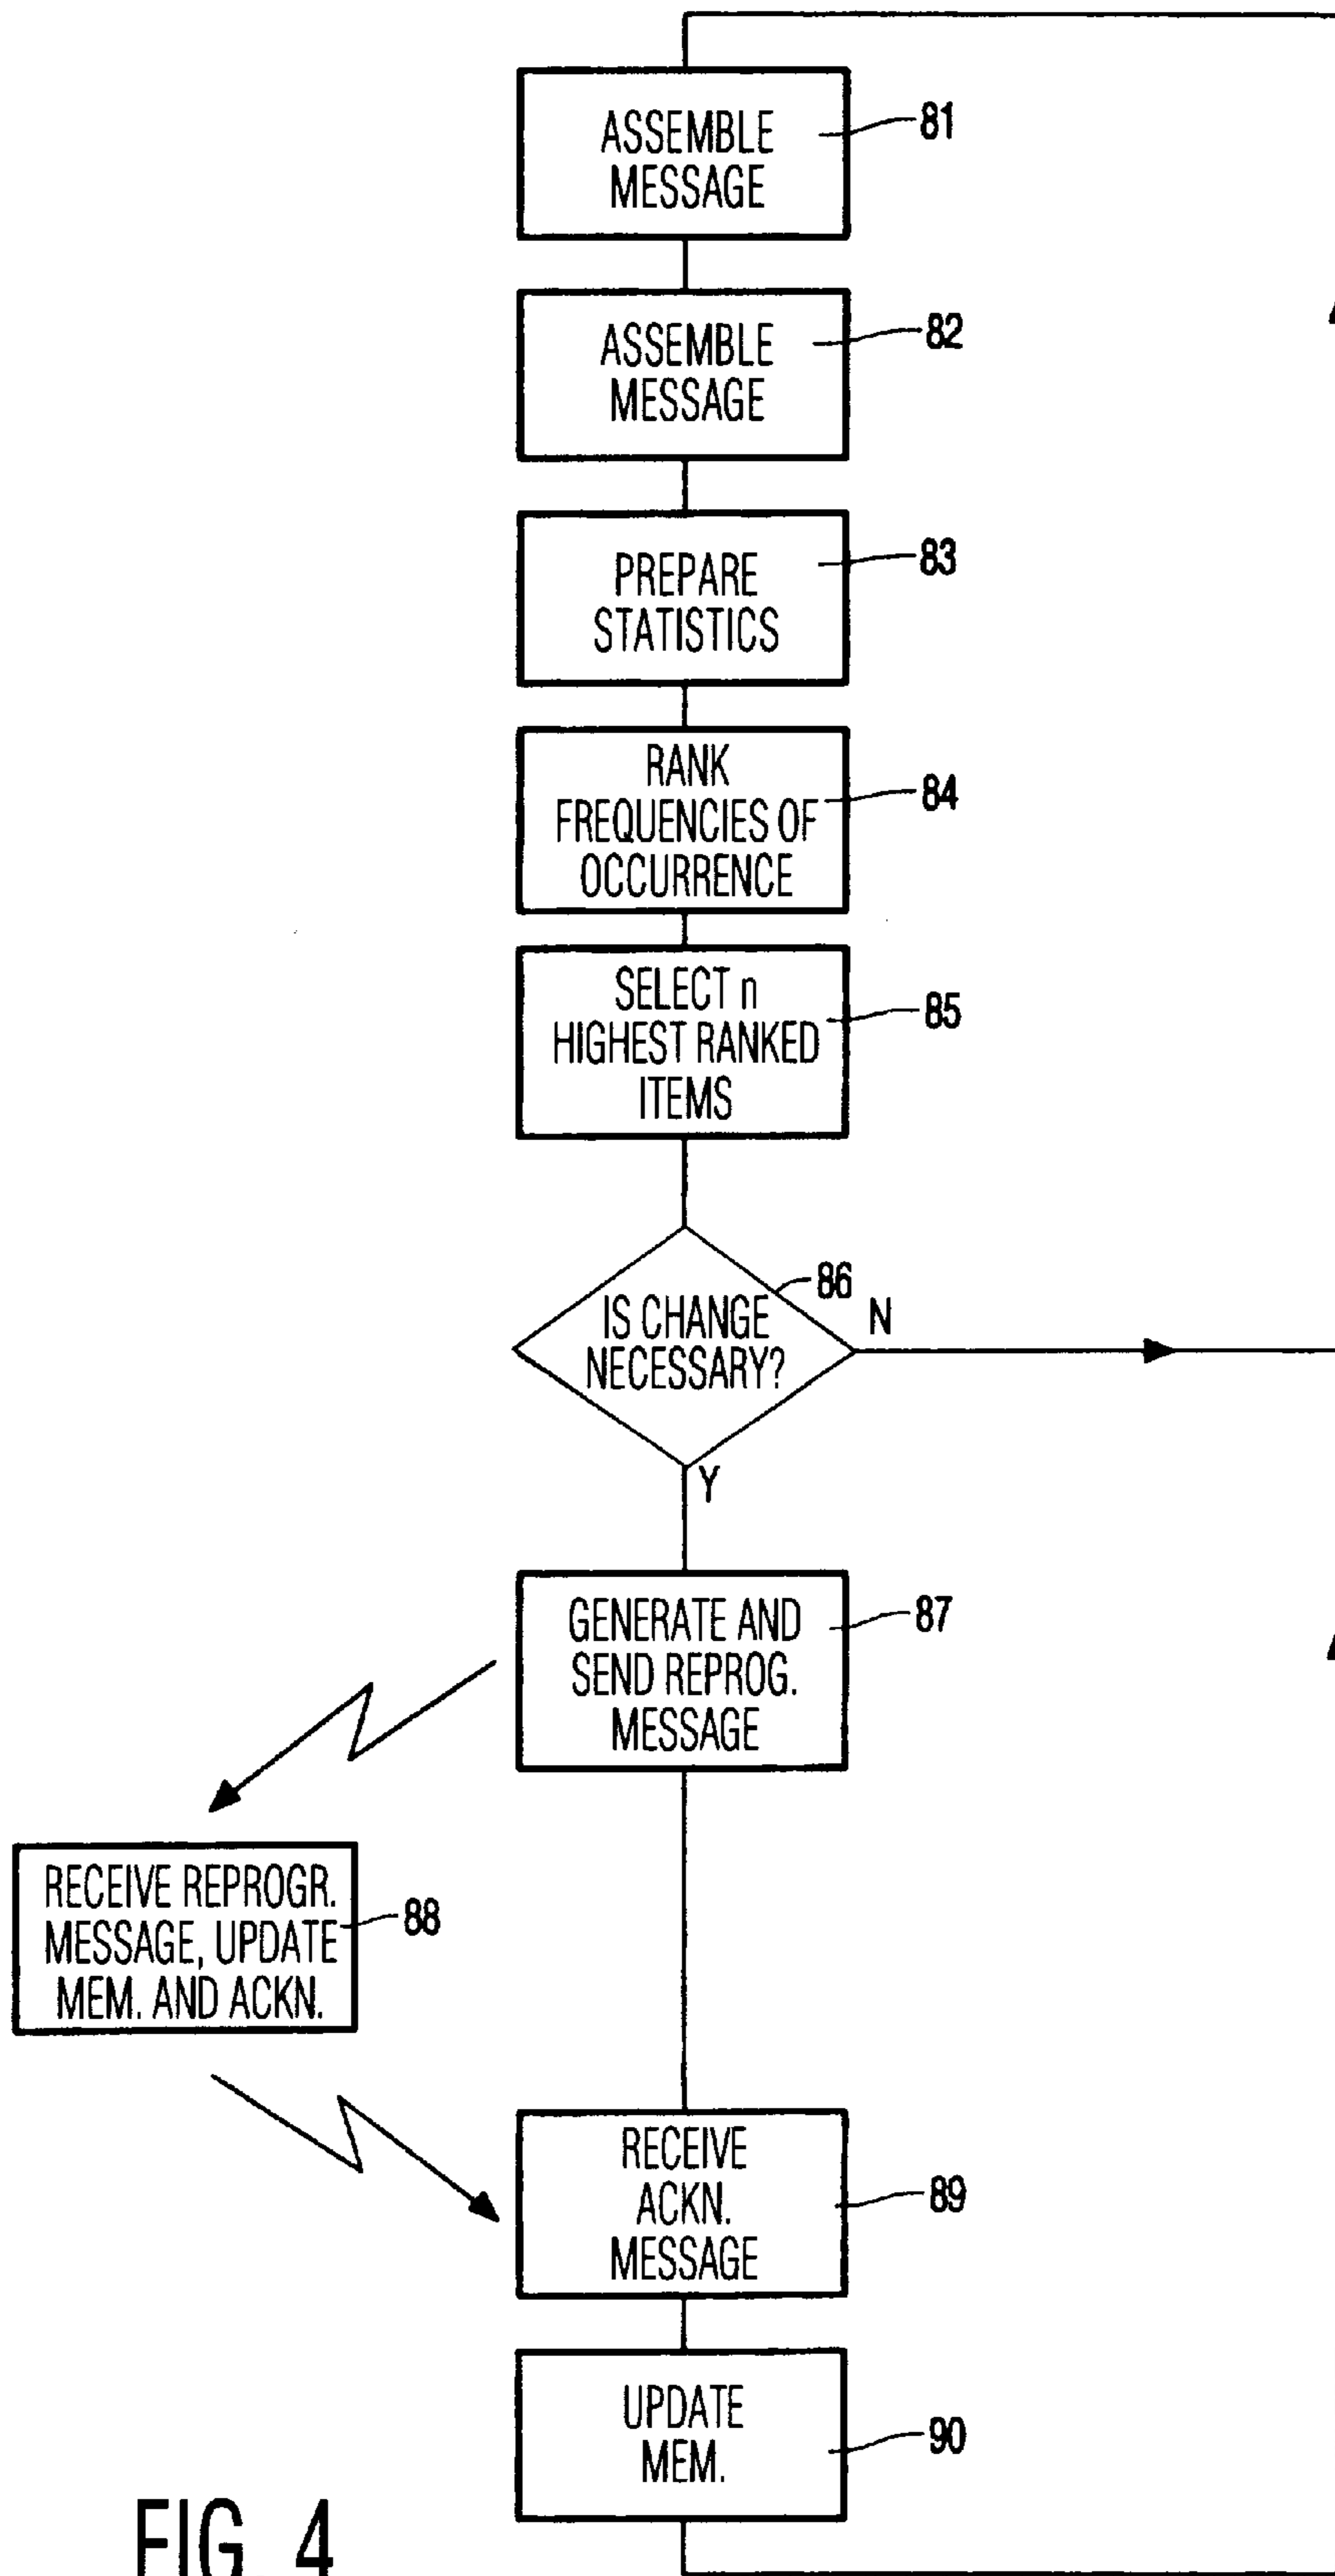 ASSEMBLE
MESSAGE
81
ASSEMBLE
MESSAGE
82
PREPARE
STATISTICS
83
RANK
FREQUENCIES OF
OCCURRENCE
84
SELECT n
HIGHEST RANKED
ITEMS
85
IS CHANGE
NECESSARY?
86
N
Y
GENERATE AND
SEND REPROG.
MESSAGE
87
RECEIVE REPROGR.
MESSAGE, UPDATE
MEM. AND ACKN.
88
RECEIVE
ACKN.
MESSAGE
89
UPDATE
MEM.
90
FIG. 4